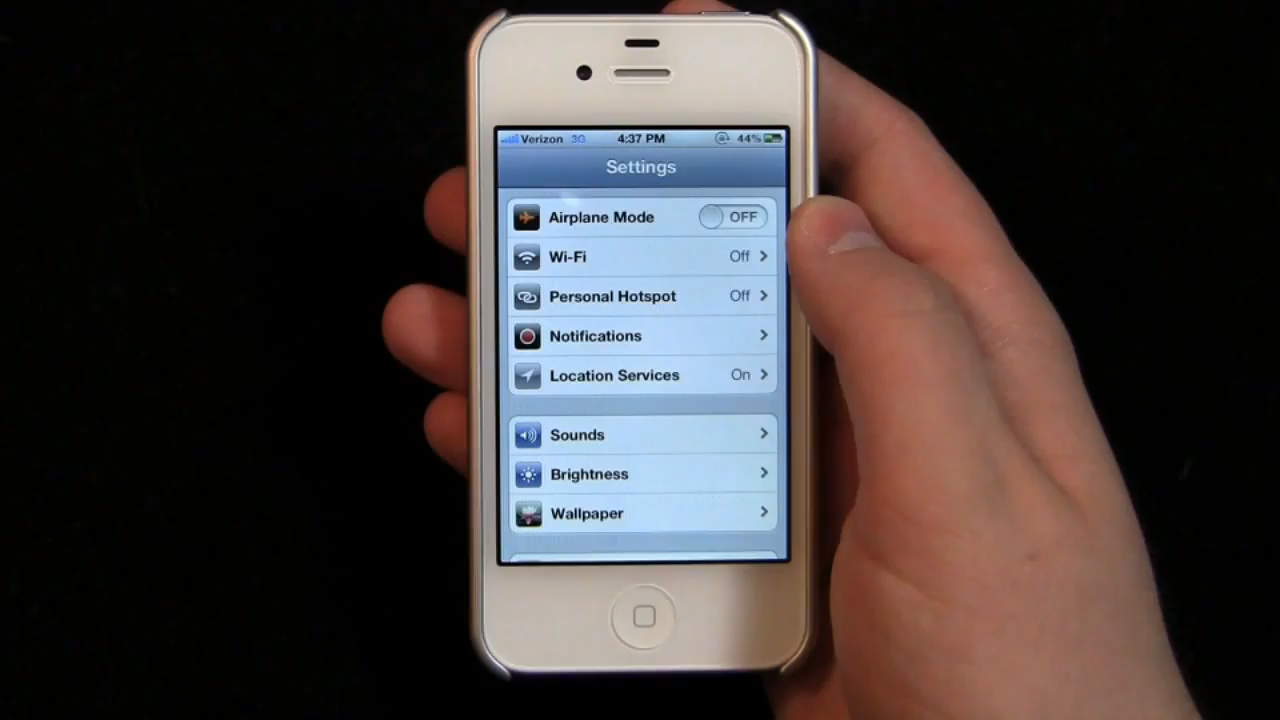 Verizon 3G 4:37 PM 44%
Settings
Airplane Mode OFF
Wi-Fi Off
Personal Hotspot Off
Notifications
Location Services On
Sounds
Brightness
Wallpaper